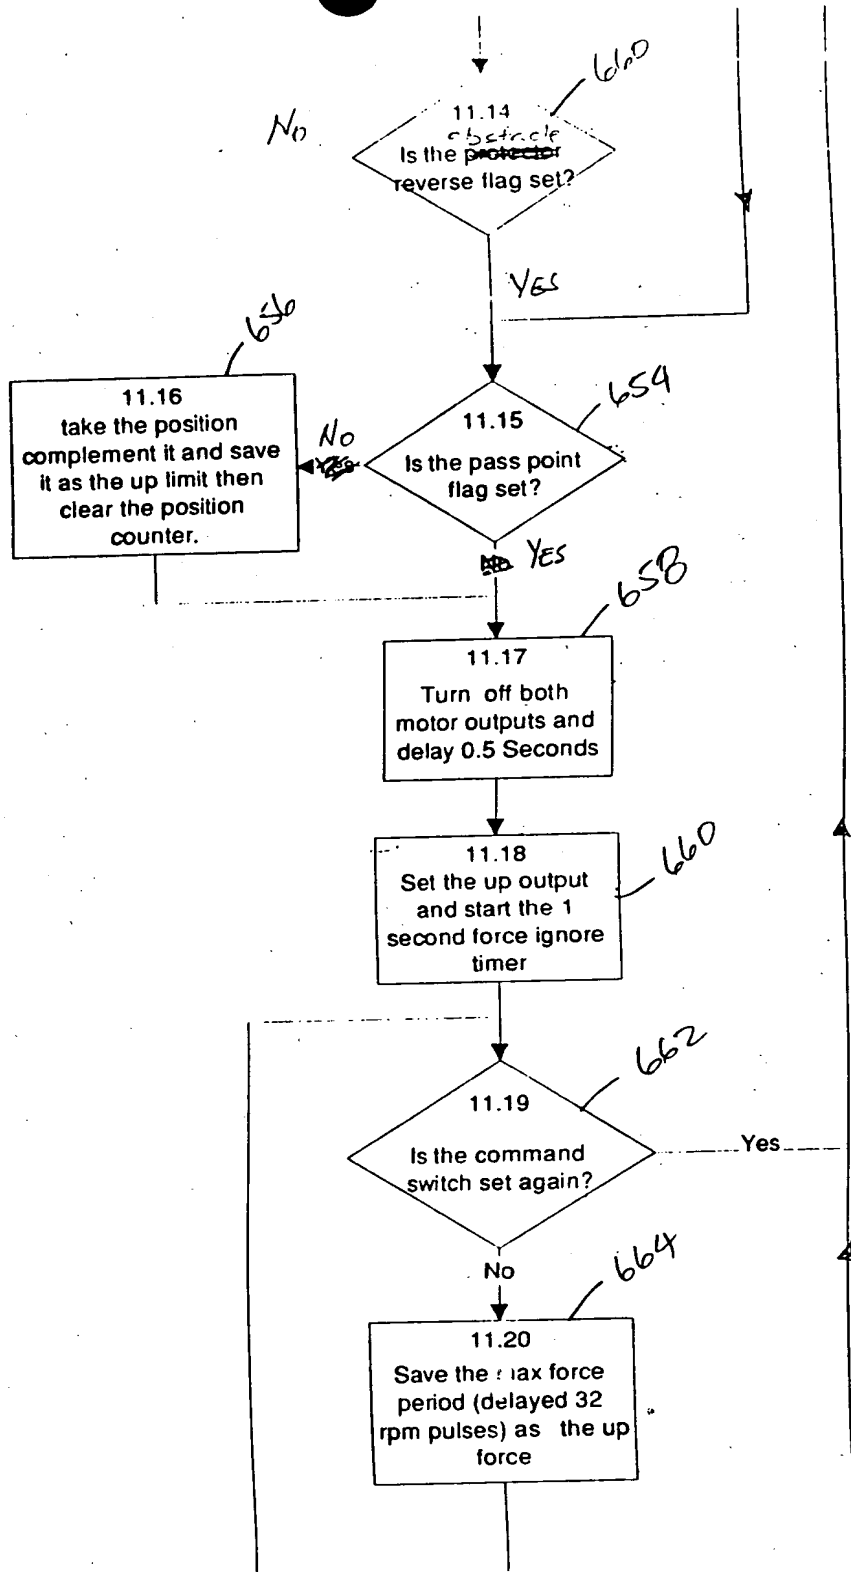 660
11.14
No
obstacle
Is the protector
reverse flag set?
YES
656
654
11.16
take the position
complement it and save
it as the up limit then
clear the position
counter.
No
11.15
Is the pass point
flag set?
YES
658
11.17
Turn off both
motor outputs and
delay 0.5 Seconds
660
11.18
Set the up output
and start the 1
second force ignore
timer
662
11.19
Is the command
switch set again?
Yes
No
664
11.20
Save the max force
period (delayed 32
rpm pulses) as the up
force